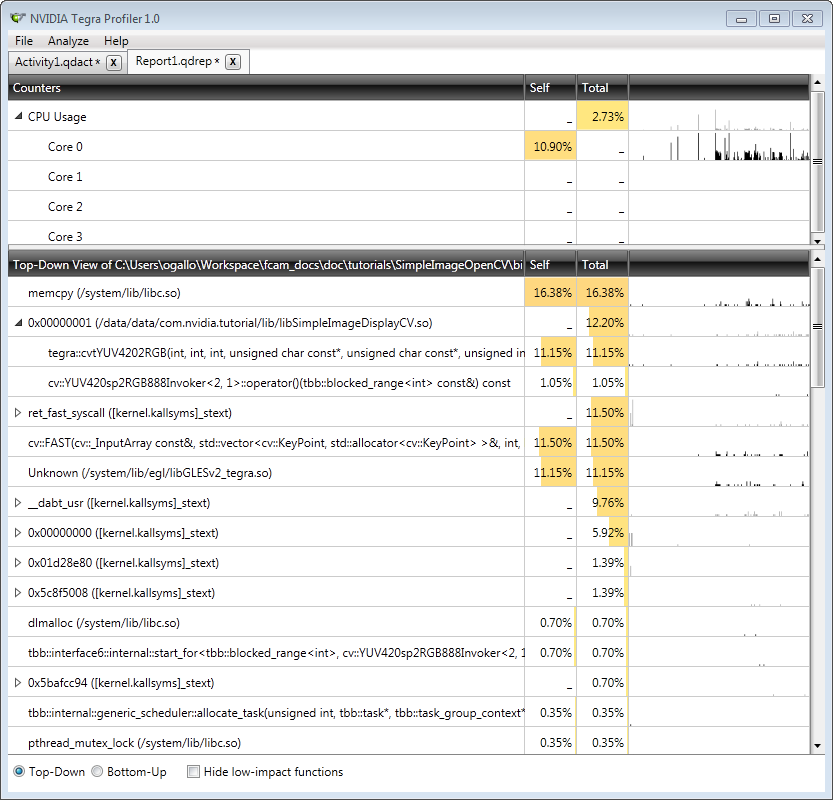 NVIDIA Tegra Profiler 1.0
File Analyze Help
Activity1.qdact * X Report1.qdrep * X
Counters Self Total
CPU Usage _ 2.73%
Core 0 10.90% _
Core 1 _ _
Core 2 _ _
Core 3 _ _
Top-Down View of C:\Users\ogallo\Workspace\fcam_docs\doc\tutorials\SimpleImageOpenCV\bi Self Total
memcpy (/system/lib/libc.so) 16.38% 16.38%
0x00000001 (/data/data/com.nvidia.tutorial/lib/libSimpleImageDisplayCV.so) _ 12.20%
tegra::cvtYUV4202RGB(int, int, int, unsigned char const*, unsigned char const*, unsigned in 11.15% 11.15%
cv::YUV420sp2RGB888Invoker<2, 1>::operator()(tbb::blocked_range<int> const&) const 1.05% 1.05%
ret_fast_syscall ([kernel.kallsyms]_stext) _ 11.50%
cv::FAST(cv::_InputArray const&, std::vector<cv::KeyPoint, std::allocator<cv::KeyPoint> >&, int, 11.50% 11.50%
Unknown (/system/lib/egl/libGLESv2_tegra.so) 11.15% 11.15%
__dabt_usr ([kernel.kallsyms]_stext) _ 9.76%
0x00000000 ([kernel.kallsyms]_stext) _ 5.92%
0x01d28e80 ([kernel.kallsyms]_stext) _ 1.39%
0x5c8f5008 ([kernel.kallsyms]_stext) _ 1.39%
dlmalloc (/system/lib/libc.so) 0.70% 0.70%
tbb::interface6::internal::start_for<tbb::blocked_range<int>, cv::YUV420sp2RGB888Invoker<2, 1 0.70% 0.70%
0x5bafcc94 ([kernel.kallsyms]_stext) _ 0.70%
tbb::internal::generic_scheduler::allocate_task(unsigned int, tbb::task*, tbb::task_group_context* 0.35% 0.35%
pthread_mutex_lock (/system/lib/libc.so) 0.35% 0.35%
Top-Down Bottom-Up Hide low-impact functions